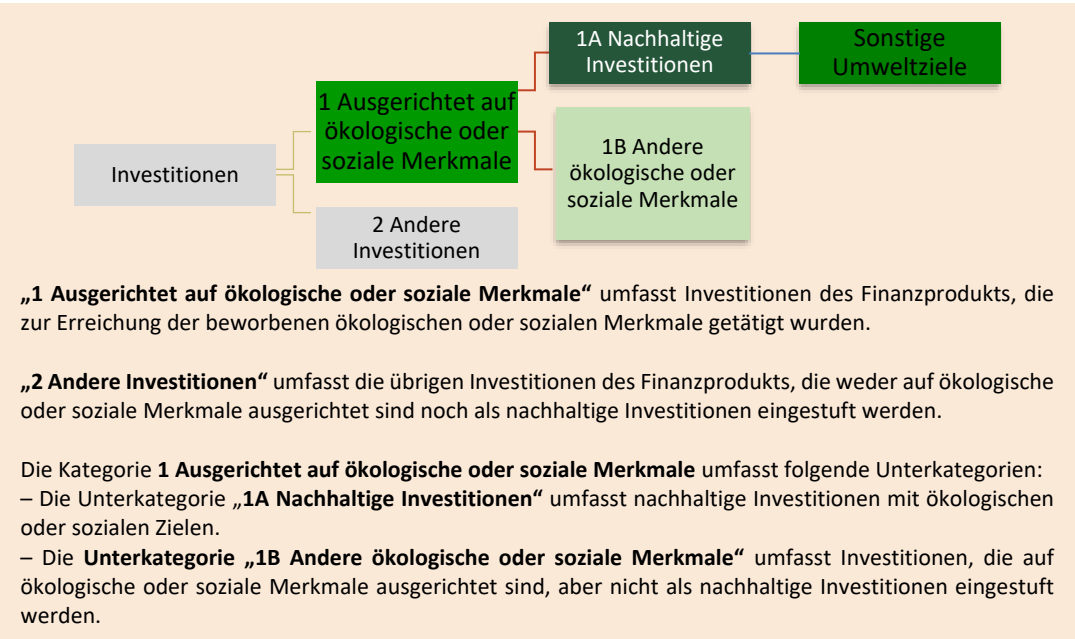 1A Nachhaltige
Investitionen
Sonstige
Umweltziele
1 Ausgerichtet auf
ökologische oder
soziale Merkmale
1B Andere
ökologische oder
soziale Merkmale
Investitionen
2 Andere
Investitionen
„1 Ausgerichtet auf ökologische oder soziale Merkmale“ umfasst Investitionen des Finanzprodukts, die
zur Erreichung der beworbenen ökologischen oder sozialen Merkmale getätigt wurden.
„2 Andere Investitionen“ umfasst die übrigen Investitionen des Finanzprodukts, die weder auf ökologische
oder soziale Merkmale ausgerichtet sind noch als nachhaltige Investitionen eingestuft werden.
Die Kategorie 1 Ausgerichtet auf ökologische oder soziale Merkmale umfasst folgende Unterkategorien:
– Die Unterkategorie „1A Nachhaltige Investitionen“ umfasst nachhaltige Investitionen mit ökologischen
oder sozialen Zielen.
– Die Unterkategorie „1B Andere ökologische oder soziale Merkmale“ umfasst Investitionen, die auf
ökologische oder soziale Merkmale ausgerichtet sind, aber nicht als nachhaltige Investitionen eingestuft
werden.